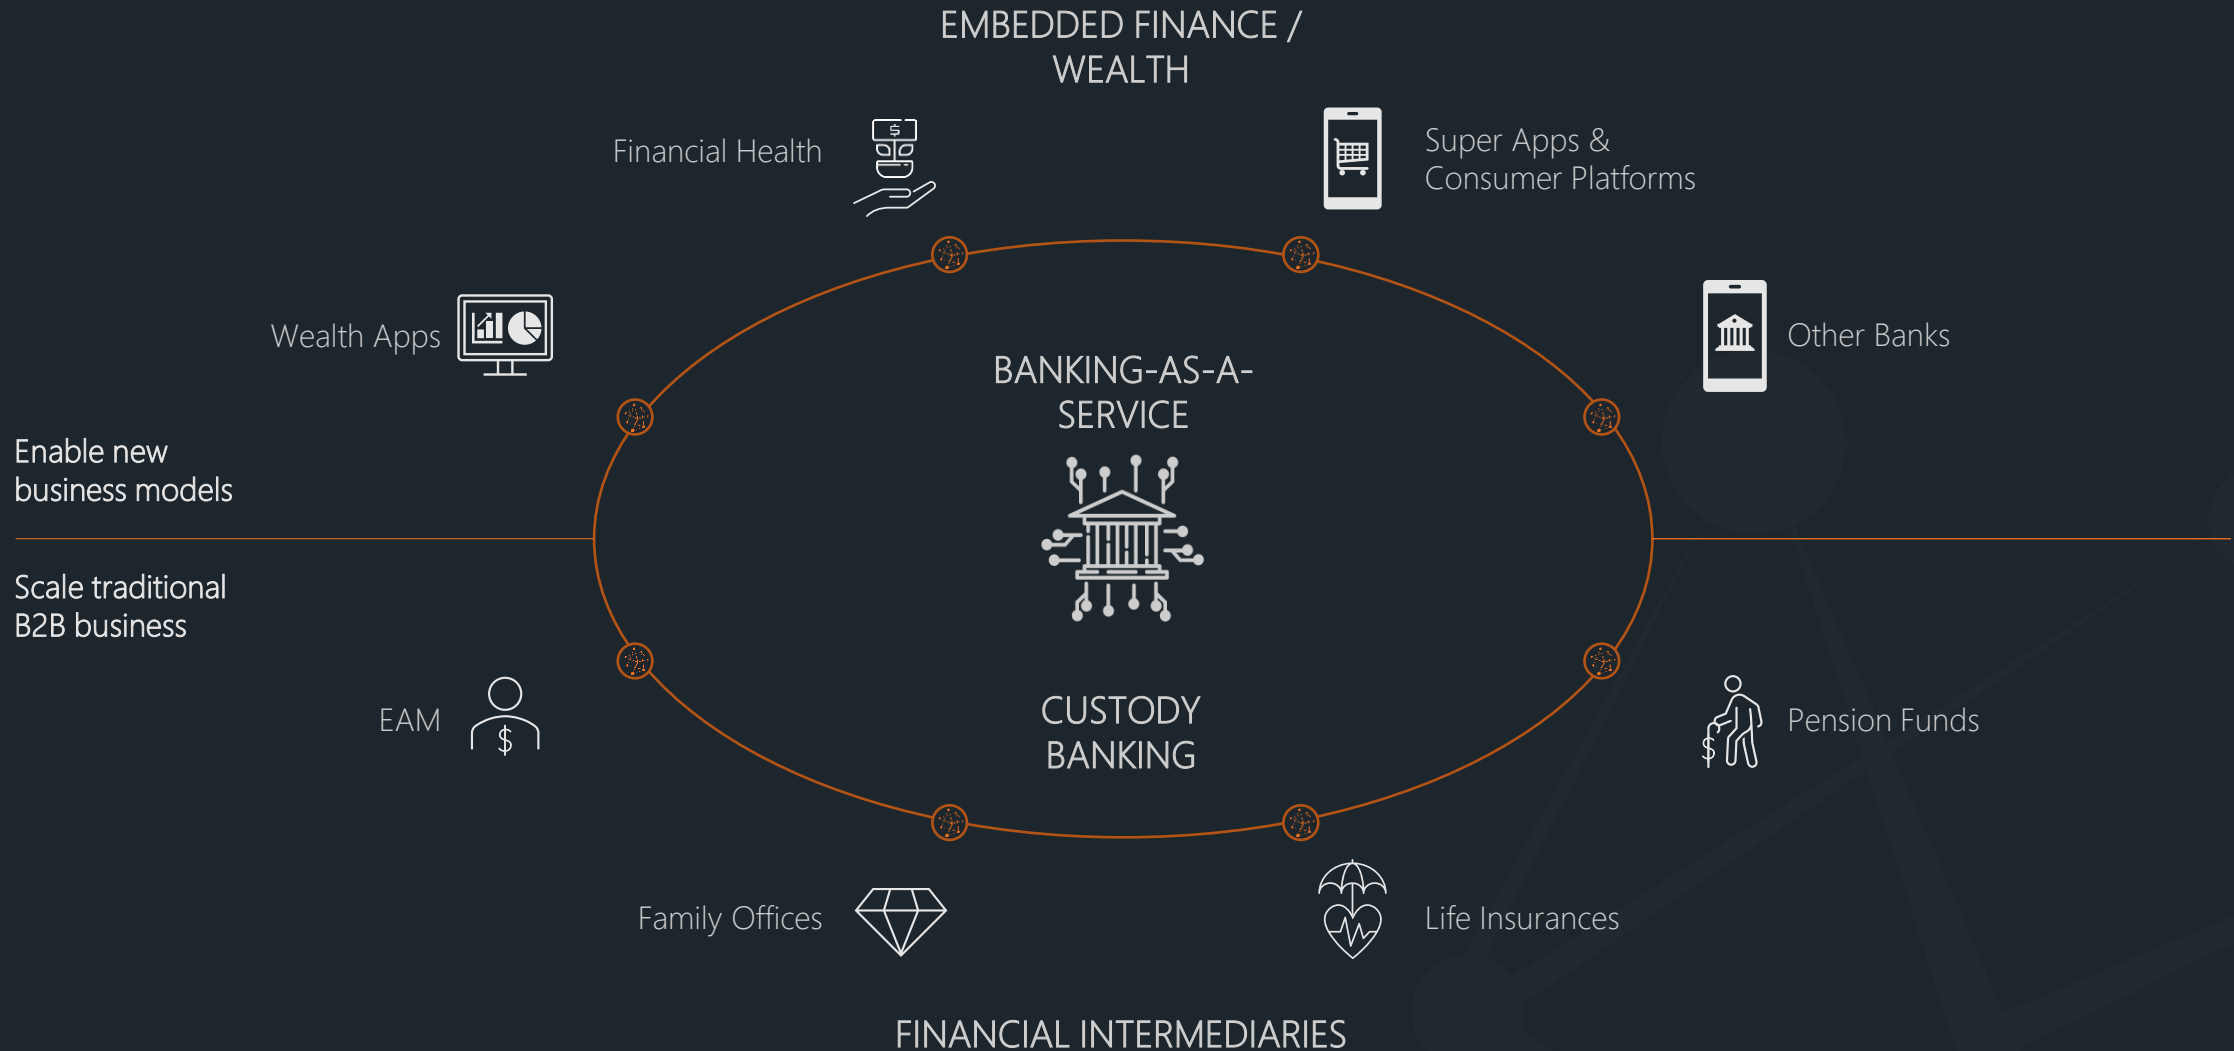 EMBEDDED FINANCE /
WEALTH
Financial Health
Super Apps &
Consumer Platforms
Wealth Apps
Other Banks
BANKING-AS-A-
SERVICE
Enable new
business models
Scale traditional
B2B business
EAM
CUSTODY
BANKING
Pension Funds
Family Offices
Life Insurances
FINANCIAL INTERMEDIARIES